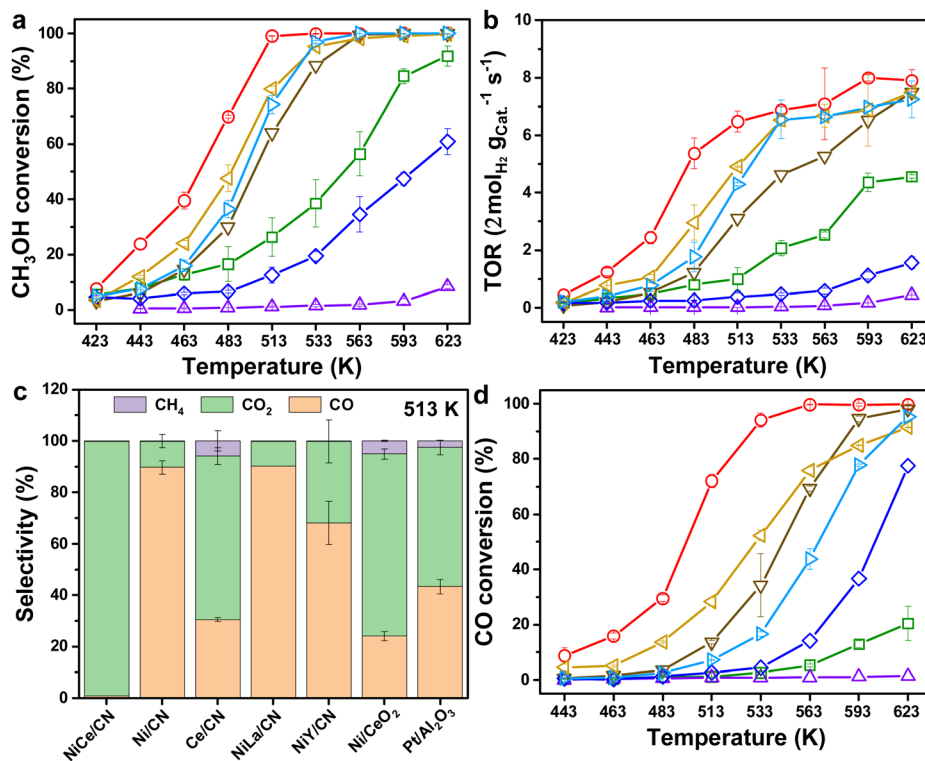 a
CH₃OH conversion (%)
100
80
60
40
20
0
423 443 463 483 513 533 563 593 623
Temperature (K)
b
TOR (2mol_H2 g_Cat.⁻¹ s⁻¹)
10
8
6
4
2
0
423 443 463 483 513 533 563 593 623
Temperature (K)
c
CH₄ CO₂ CO 513 K
Selectivity (%)
120
100
80
60
40
20
0
NiCe/CN Ni/CN Ce/CN NiLa/CN NiY/CN Ni/CeO₂ Pt/Al₂O₃
d
CO conversion (%)
100
80
60
40
20
0
443 463 483 513 533 563 593 623
Temperature (K)